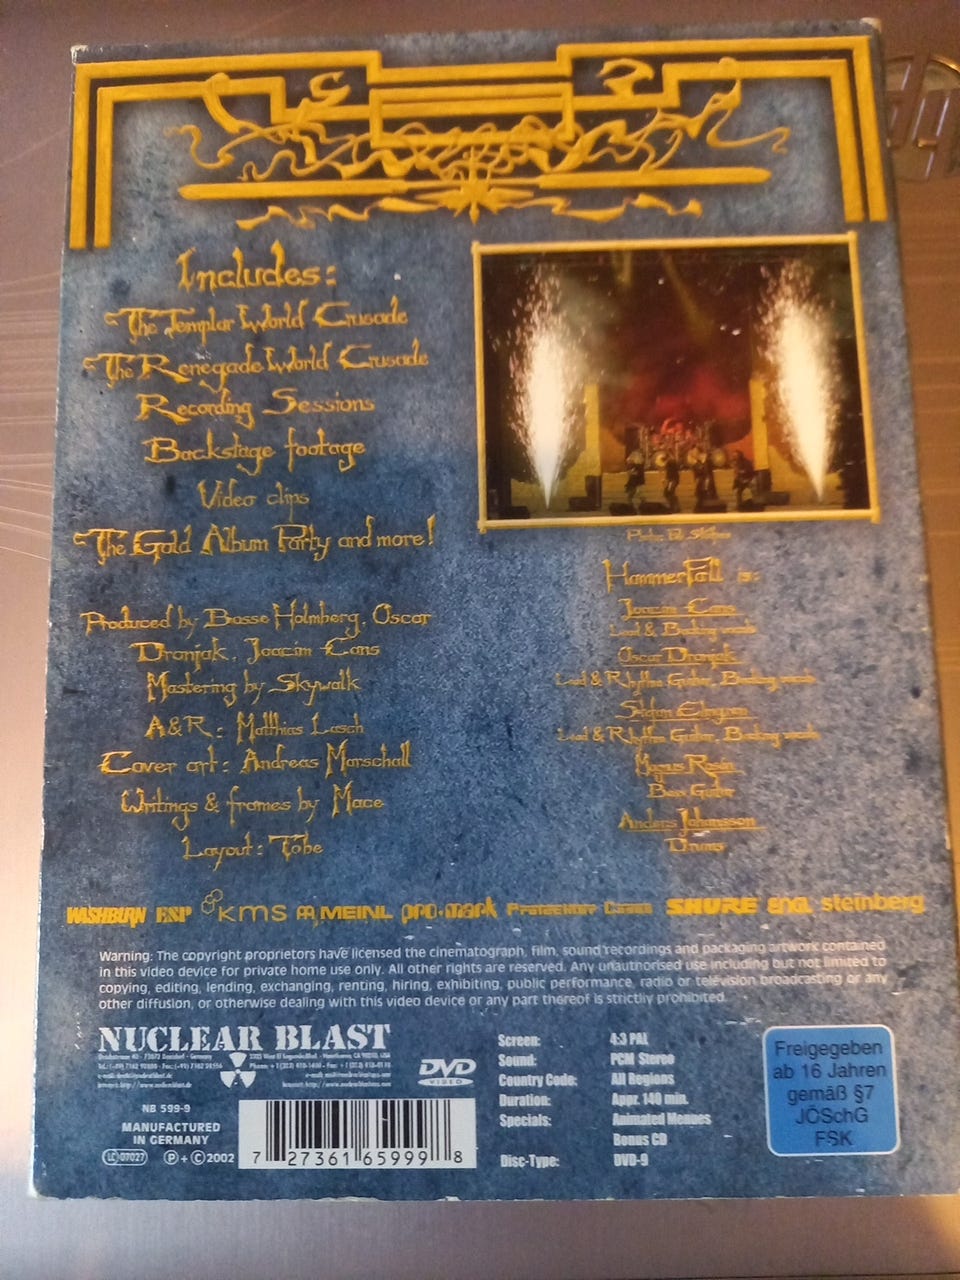 Includes:
The Templar World Crusade
The Renegade World Crusade
Recording Sessions
Backstage footage
Video clips
The Gold Album Party and more!
Produced by Basse Holmberg, Oscar
Dronjak, Joacim Cans
Mastering by Skywalk
A&R: Matthias Lasch
Cover art: Andreas Marschall
Writings & frames by Mace
Layout: Tobe
Photo:
HammerFall is:
Joacim Cans
Lead & Backing vocals
Oscar Dronjak
Lead & Rhythm Guitar, Backing vocals
Stefan Elmgren
Lead & Rhythm Guitar, Backing vocals
Magnus Rosén
Bass Guitar
Anders Johansson
Drums
WASHBURN ESP KMS MEINL pro·mark Protechtor Cases SHURE ENGL steinberg
Warning: The copyright proprietors have licensed the cinematograph, film, sound recordings and packaging artwork contained
in this video device for private home use only. All other rights are reserved. Any unauthorised use including but not limited to
copying, editing, lending, exchanging, renting, hiring, exhibiting, public performance, radio or television broadcasting or any
other diffusion, or otherwise dealing with this video device or any part thereof is strictly prohibited.
NUCLEAR BLAST
DVD
VIDEO
NB 599-9
MANUFACTURED
IN GERMANY
LC 07027 P + © 2002
7 27361 65999 8
Screen: 4:3 PAL
Sound: PCM Stereo
Country Code: All Regions
Duration: Appr. 140 min.
Specials: Animated Menues
Bonus CD
Disc-Type: DVD-9
Freigegeben
ab 16 Jahren
gemäß §7
JÖSchG
FSK
hp